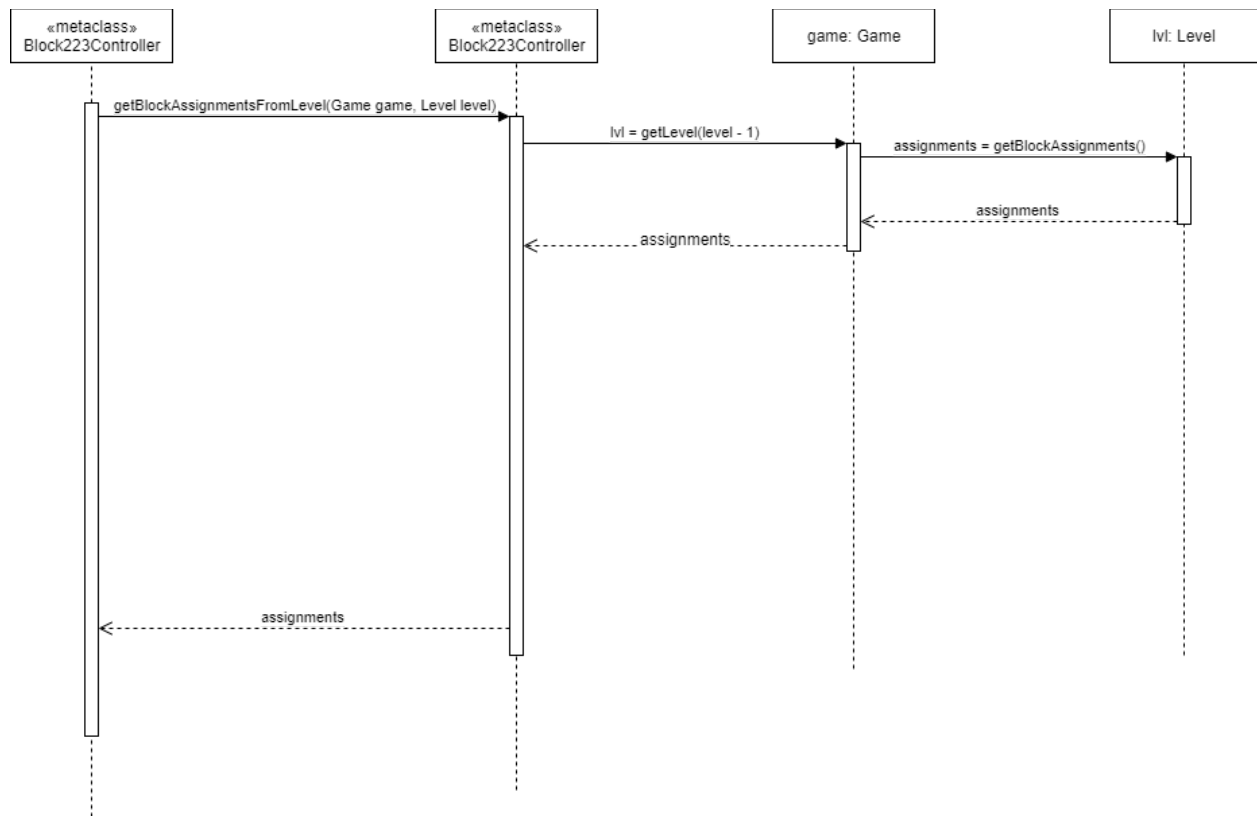 «metaclass»
Block223Controller
«metaclass»
Block223Controller
game: Game
lvl: Level
getBlockAssignmentsFromLevel(Game game, Level level)
lvl = getLevel(level - 1)
assignments = getBlockAssignments()
assignments
assignments
assignments